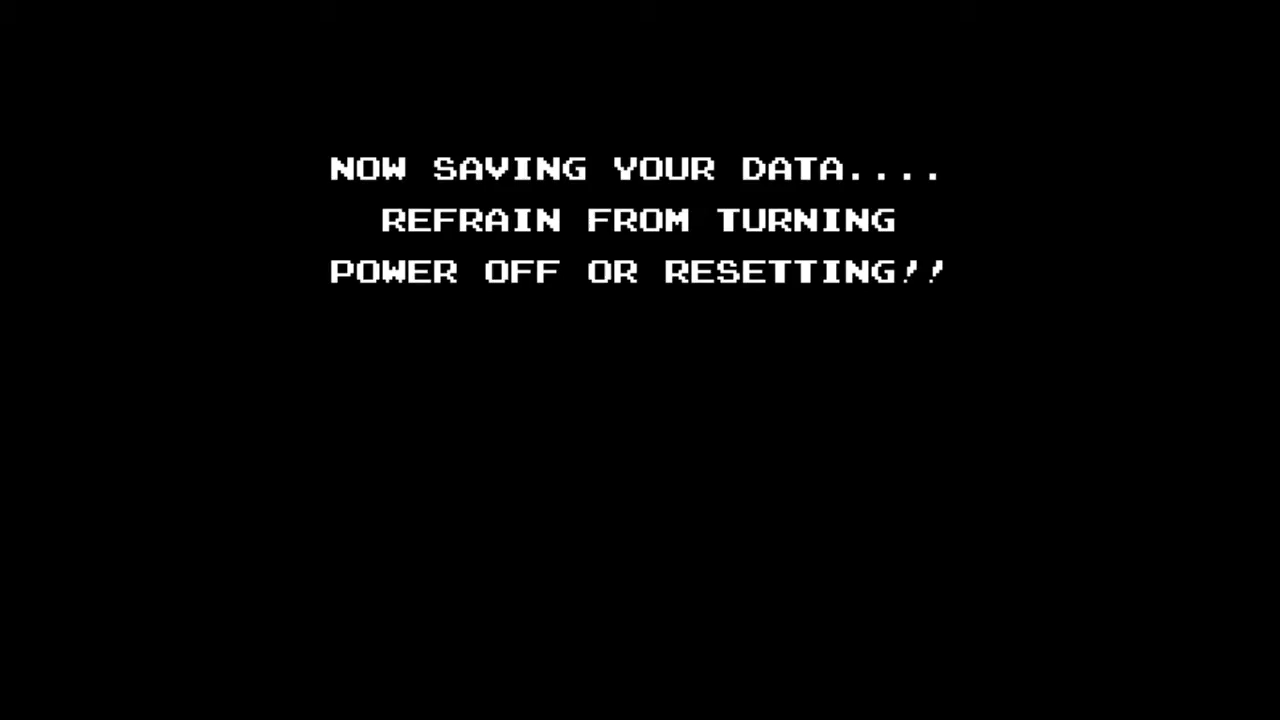 NOW SAVING YOUR DATA....
REFRAIN FROM TURNING
POWER OFF OR RESETTING!!